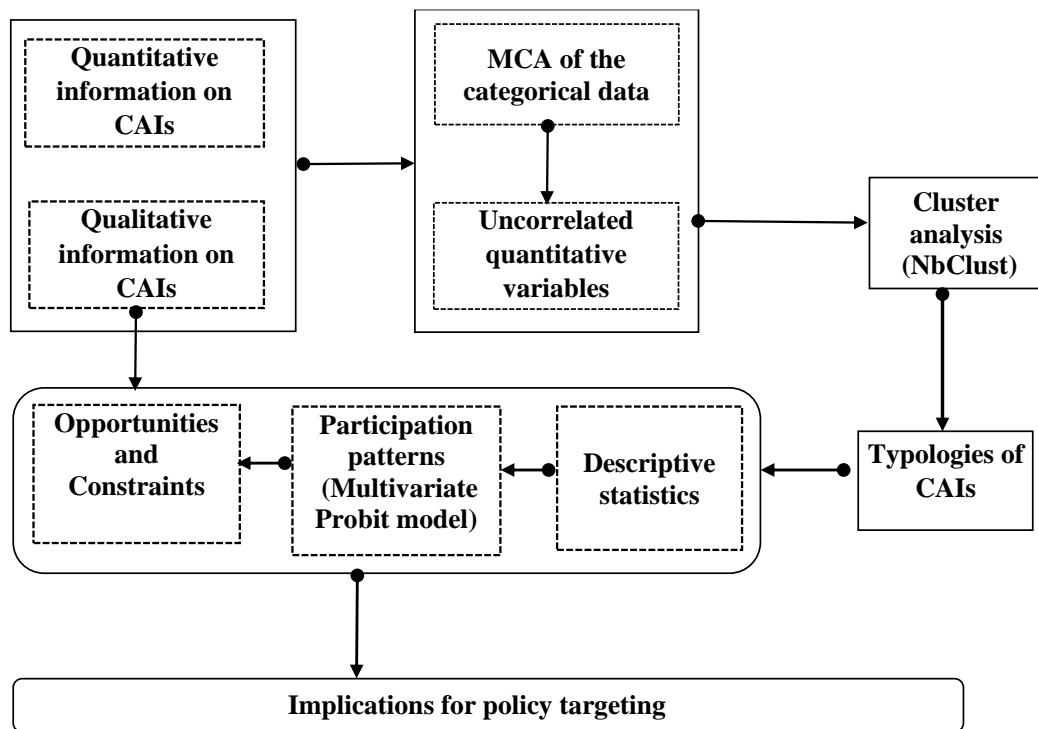 Quantitative
information on
CAIs
Qualitative
information on
CAIs
MCA of the
categorical data
Uncorrelated
quantitative
variables
Cluster
analysis
(NbClust)
Typologies of
CAIs
Opportunities
and
Constraints
Participation
patterns
(Multivariate
Probit model)
Descriptive
statistics
Implications for policy targeting